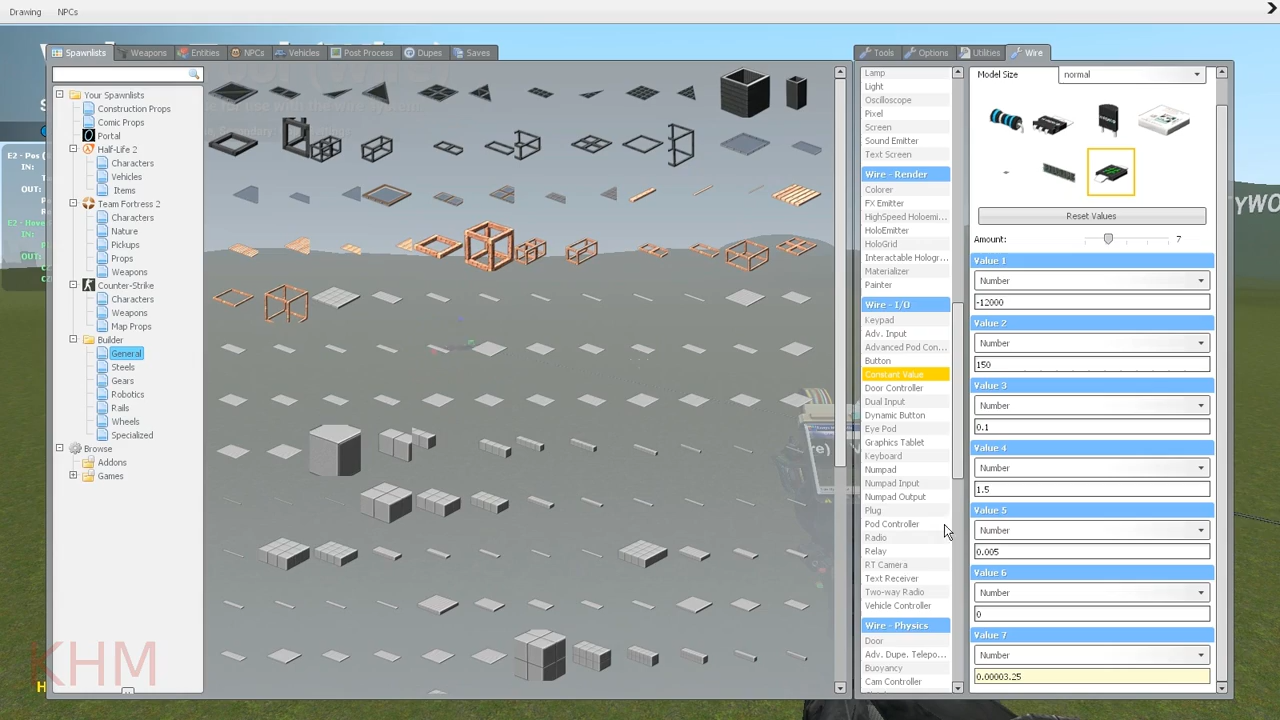 Drawing NPCs
Spawnlists Weapons Entities NPCs Vehicles Post Process Dupes Saves
Your Spawnlists
Construction Props
Comic Props
Portal
Half-Life 2
Characters
Vehicles
Items
Team Fortress 2
Characters
Nature
Pickups
Props
Weapons
Counter-Strike
Characters
Weapons
Map Props
Builder
General
Steels
Gears
Robotics
Rails
Wheels
Specialized
Browse
Addons
Games
Tools Options Utilities Wire
Lamp
Light
Oscilloscope
Pixel
Screen
Sound Emitter
Text Screen
Wire - Render
Colorer
FX Emitter
HighSpeed Holoemi...
HoloEmitter
HoloGrid
Interactable Hologr...
Materializer
Painter
Wire - I/O
Keypad
Adv. Input
Advanced Pod Con...
Button
Constant Value
Door Controller
Dual Input
Dynamic Button
Eye Pod
Graphics Tablet
Keyboard
Numpad
Numpad Input
Numpad Output
Plug
Pod Controller
Radio
Relay
RT Camera
Text Receiver
Two-way Radio
Vehicle Controller
Wire - Physics
Door
Adv. Dupe. Telepo...
Buoyancy
Cam Controller
Model Size normal
Reset Values
Amount: 7
Value 1
Number
-12000
Value 2
Number
150
Value 3
Number
0.1
Value 4
Number
1.5
Value 5
Number
0.005
Value 6
Number
0
Value 7
Number
0.00003.25
E2 - Pos (
IN:
OUT:
IN:
OUT:
KHM